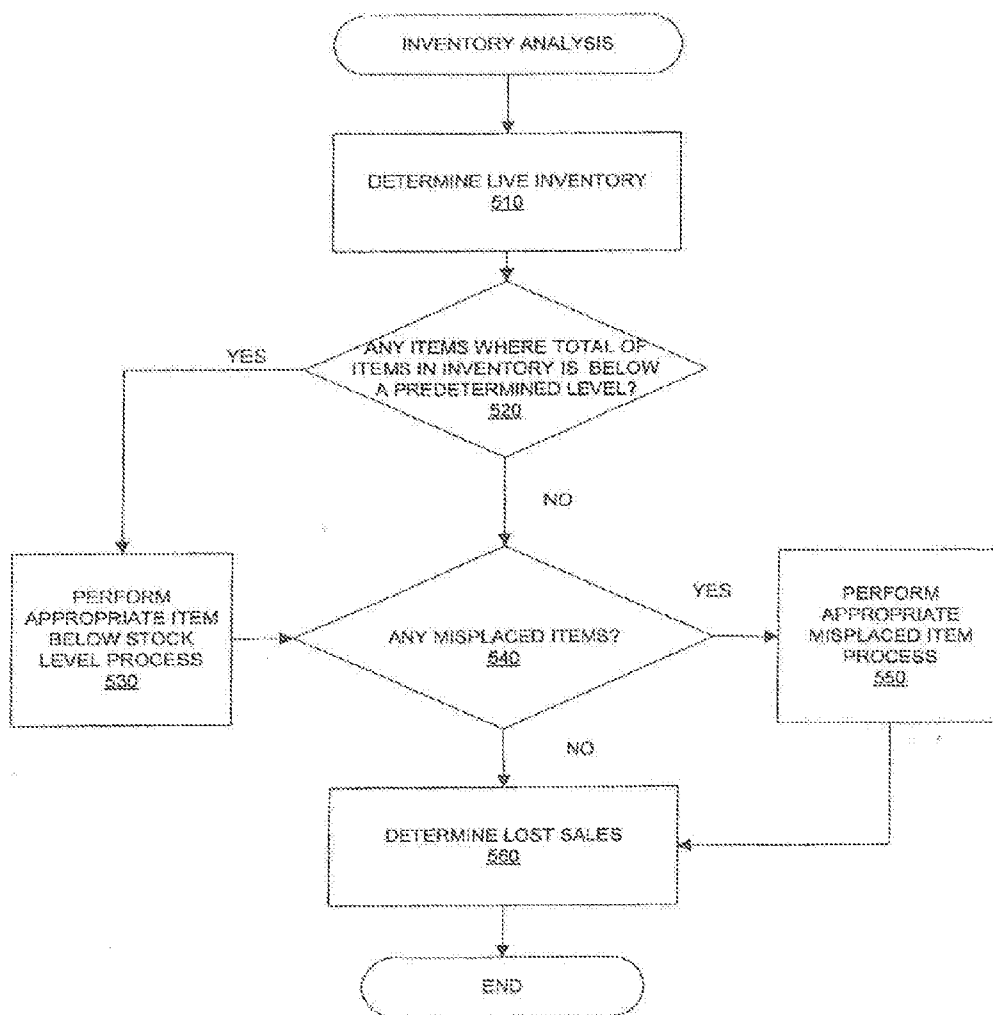 INVENTORY ANALYSIS
DETERMINE LIVE INVENTORY
510
ANY ITEMS WHERE TOTAL OF
ITEMS IN INVENTORY IS BELOW
A PREDETERMINED LEVEL?
520
YES
NO
PERFORM
APPROPRIATE ITEM
BELOW STOCK
LEVEL PROCESS
530
ANY MISPLACED ITEMS?
540
YES
PERFORM
APPROPRIATE
MISPLACED ITEM
PROCESS
550
NO
DETERMINE LOST SALES
560
END